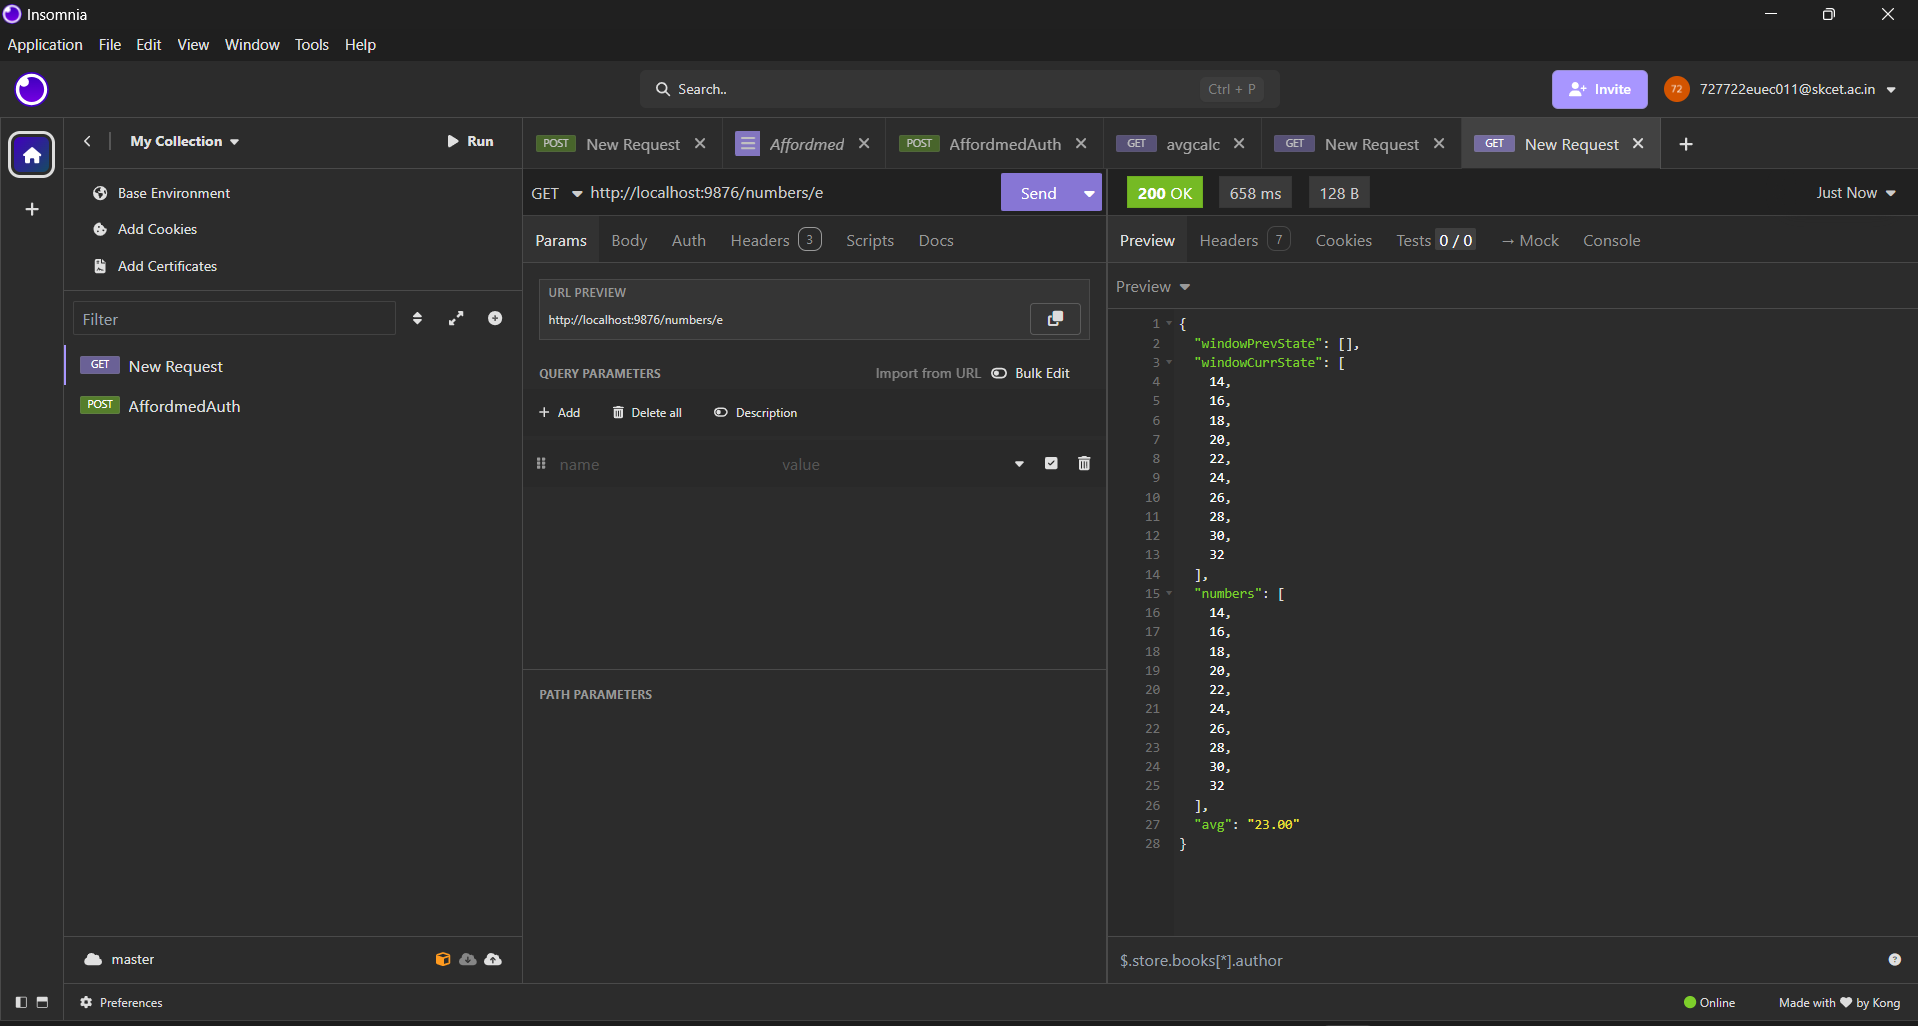 Insomnia
Application File Edit View Window Tools Help
Search.. Ctrl + P
Invite 72 727722euec011@skcet.ac.in
My Collection Run
POST New Request Affordmed POST AffordmedAuth GET avgcalc GET New Request GET New Request
Base Environment
Add Cookies
Add Certificates
Filter
GET New Request
POST AffordmedAuth
master
GET http://localhost:9876/numbers/e Send
Params Body Auth Headers 3 Scripts Docs
URL PREVIEW
http://localhost:9876/numbers/e
QUERY PARAMETERS Import from URL Bulk Edit
Add Delete all Description
name value
PATH PARAMETERS
200 OK 658 ms 128 B Just Now
Preview Headers 7 Cookies Tests 0 / 0 → Mock Console
Preview
1 {
2 "windowPrevState": [],
3 "windowCurrState": [
4 14,
5 16,
6 18,
7 20,
8 22,
9 24,
10 26,
11 28,
12 30,
13 32
14 ],
15 "numbers": [
16 14,
17 16,
18 18,
19 20,
20 22,
21 24,
22 26,
23 28,
24 30,
25 32
26 ],
27 "avg": "23.00"
28 }
$.store.books[*].author
Preferences Online Made with ♥ by Kong